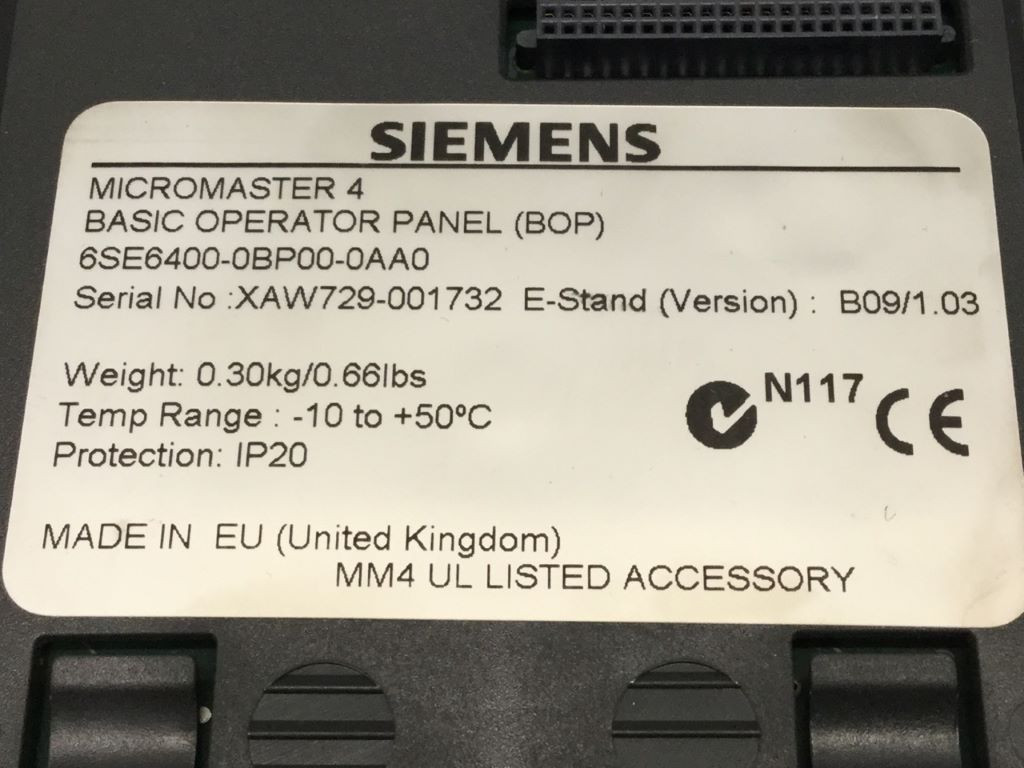 SIEMENS
MICROMASTER 4
BASIC OPERATOR PANEL (BOP)
6SE6400-0BP00-0AA0
Serial No :XAW729-001732 E-Stand (Version) : B09/1.03
Weight: 0.30kg/0.66lbs
Temp Range : -10 to +50ºC
Protection: IP20
N117 CE
MADE IN EU (United Kingdom)
MM4 UL LISTED ACCESSORY